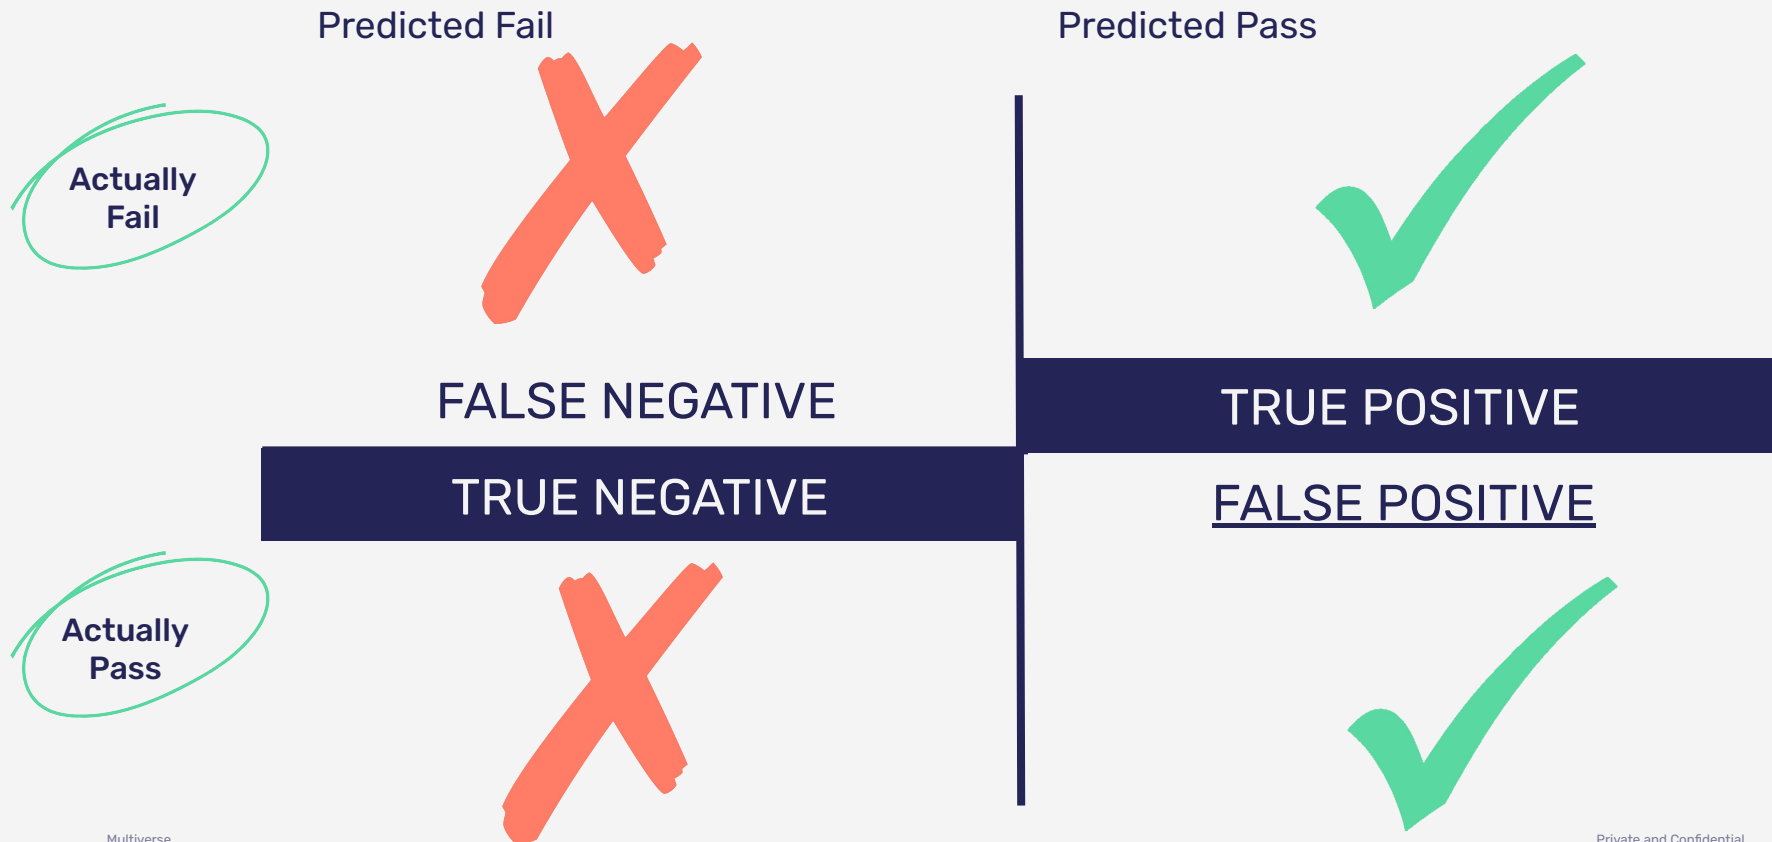 Predicted Fail
Predicted Pass
Actually
Fail
FALSE NEGATIVE
TRUE POSITIVE
TRUE NEGATIVE
FALSE POSITIVE
Actually
Pass
Multiverse
Private and Confidential